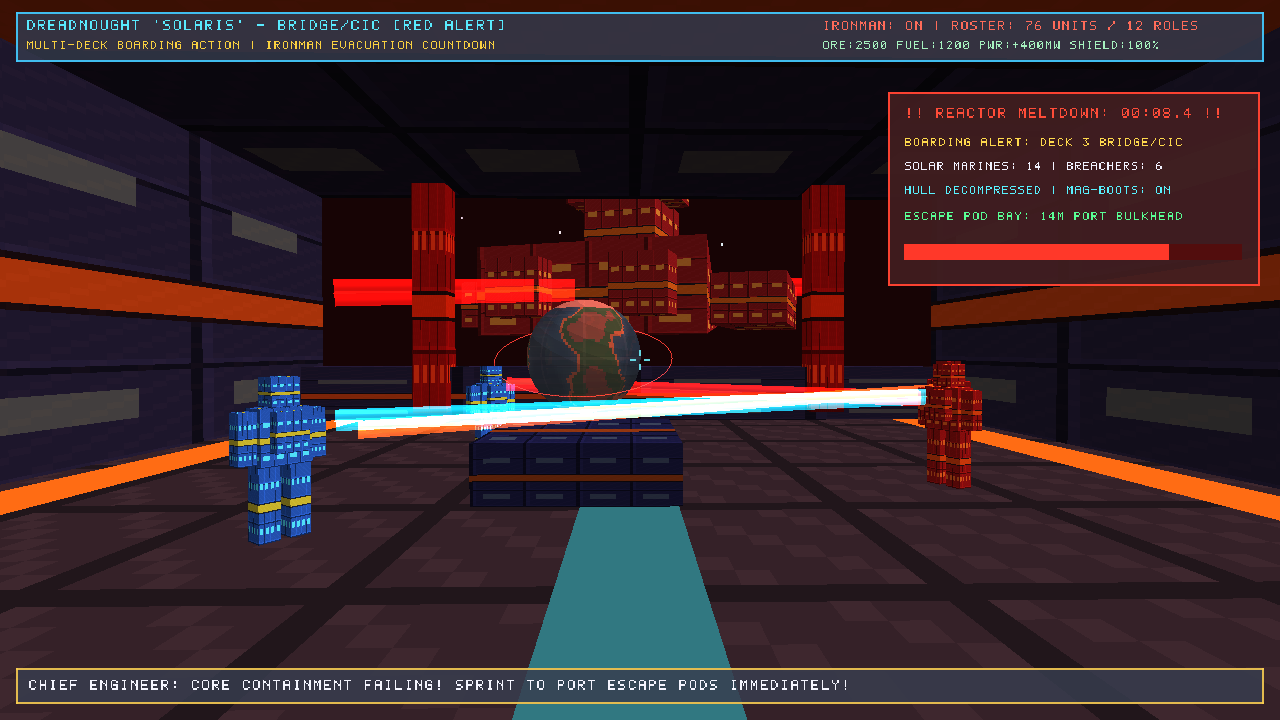 DREADNOUGHT 'SOLARIS' - BRIDGE/CIC [RED ALERT]
MULTI-DECK BOARDING ACTION | IRONMAN EVACUATION COUNTDOWN
IRONMAN: ON | ROSTER: 76 UNITS / 12 ROLES
ORE:2500 FUEL:1200 PWR:+400MW SHIELD:100%
!! REACTOR MELTDOWN: 00:08.4 !!
BOARDING ALERT: DECK 3 BRIDGE/CIC
SOLAR MARINES: 14 | BREACHERS: 6
HULL DECOMPRESSED | MAG-BOOTS: ON
ESCAPE POD BAY: 14M PORT BULKHEAD
CHIEF ENGINEER: CORE CONTAINMENT FAILING! SPRINT TO PORT ESCAPE PODS IMMEDIATELY!